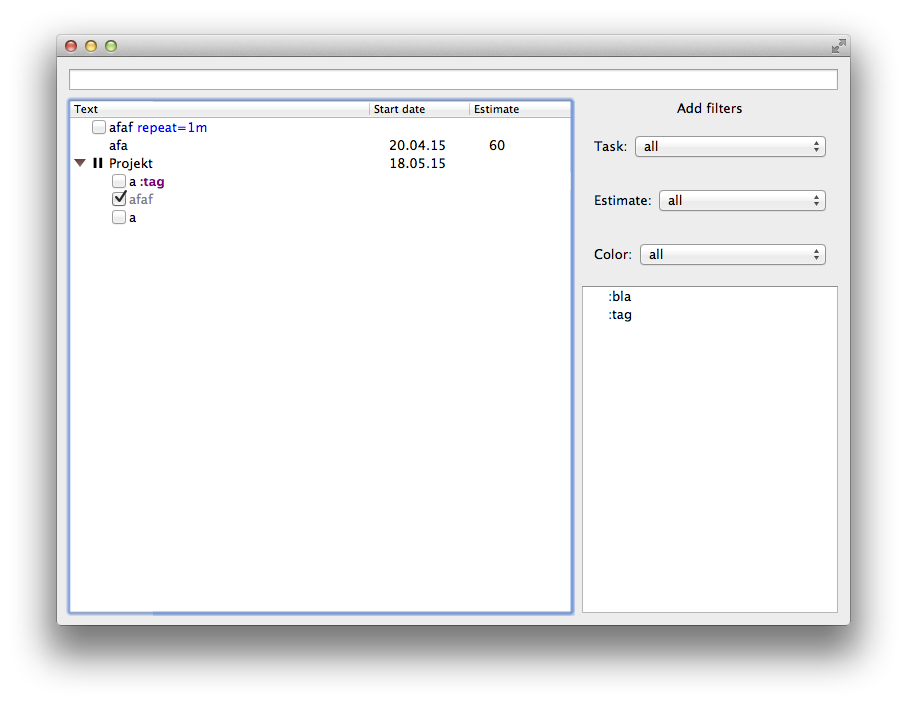 Text Start date Estimate
afaf repeat=1m
afa 20.04.15 60
Projekt 18.05.15
a :tag
afaf
a
Add filters
Task: all
Estimate: all
Color: all
:bla
:tag